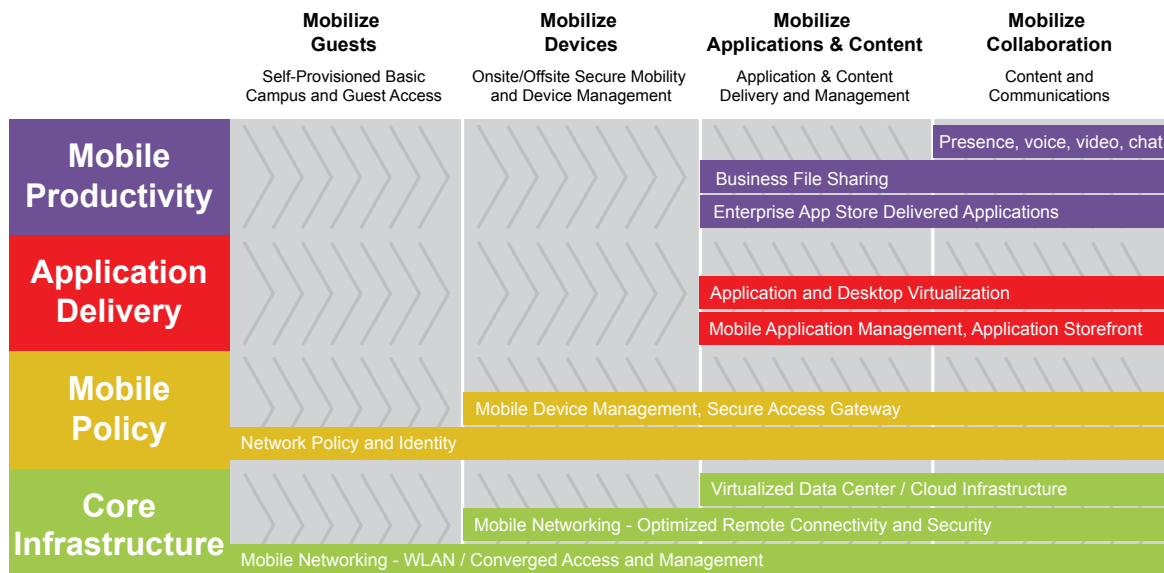 Mobilize
Guests
Mobilize
Devices
Mobilize
Applications & Content
Mobilize
Collaboration
Self-Provisioned Basic
Campus and Guest Access
Onsite/Offsite Secure Mobility
and Device Management
Application & Content
Delivery and Management
Content and
Communications
Mobile
Productivity
Presence, voice, video, chat
Business File Sharing
Enterprise App Store Delivered Applications
Application
Delivery
Application and Desktop Virtualization
Mobile Application Management, Application Storefront
Mobile
Policy
Mobile Device Management, Secure Access Gateway
Network Policy and Identity
Core
Infrastructure
Virtualized Data Center / Cloud Infrastructure
Mobile Networking - Optimized Remote Connectivity and Security
Mobile Networking - WLAN / Converged Access and Management